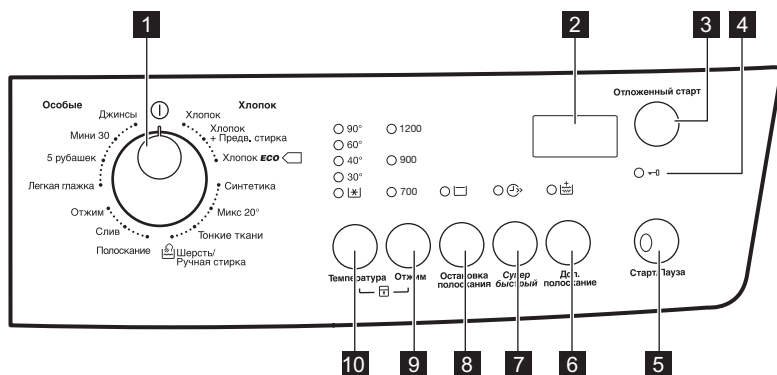 1
2
3
4
Особые
Хлопок
Джинсы
Мини 30
5 рубашек
Легкая глажка
Отжим
Слив
Полоскание
Хлопок
Хлопок
+ Предв. стирка
Хлопок ECO
Синтетика
Микс 20°
Тонкие ткани
Шерсть/
Ручная стирка
90°
60°
40°
30°
1200
900
700
Отложенный старт
Температура
Отжим
Остановка
полоскания
Супер
быстрый
Доп.
полоскание
Старт/Пауза
10
9
8
7
6
5